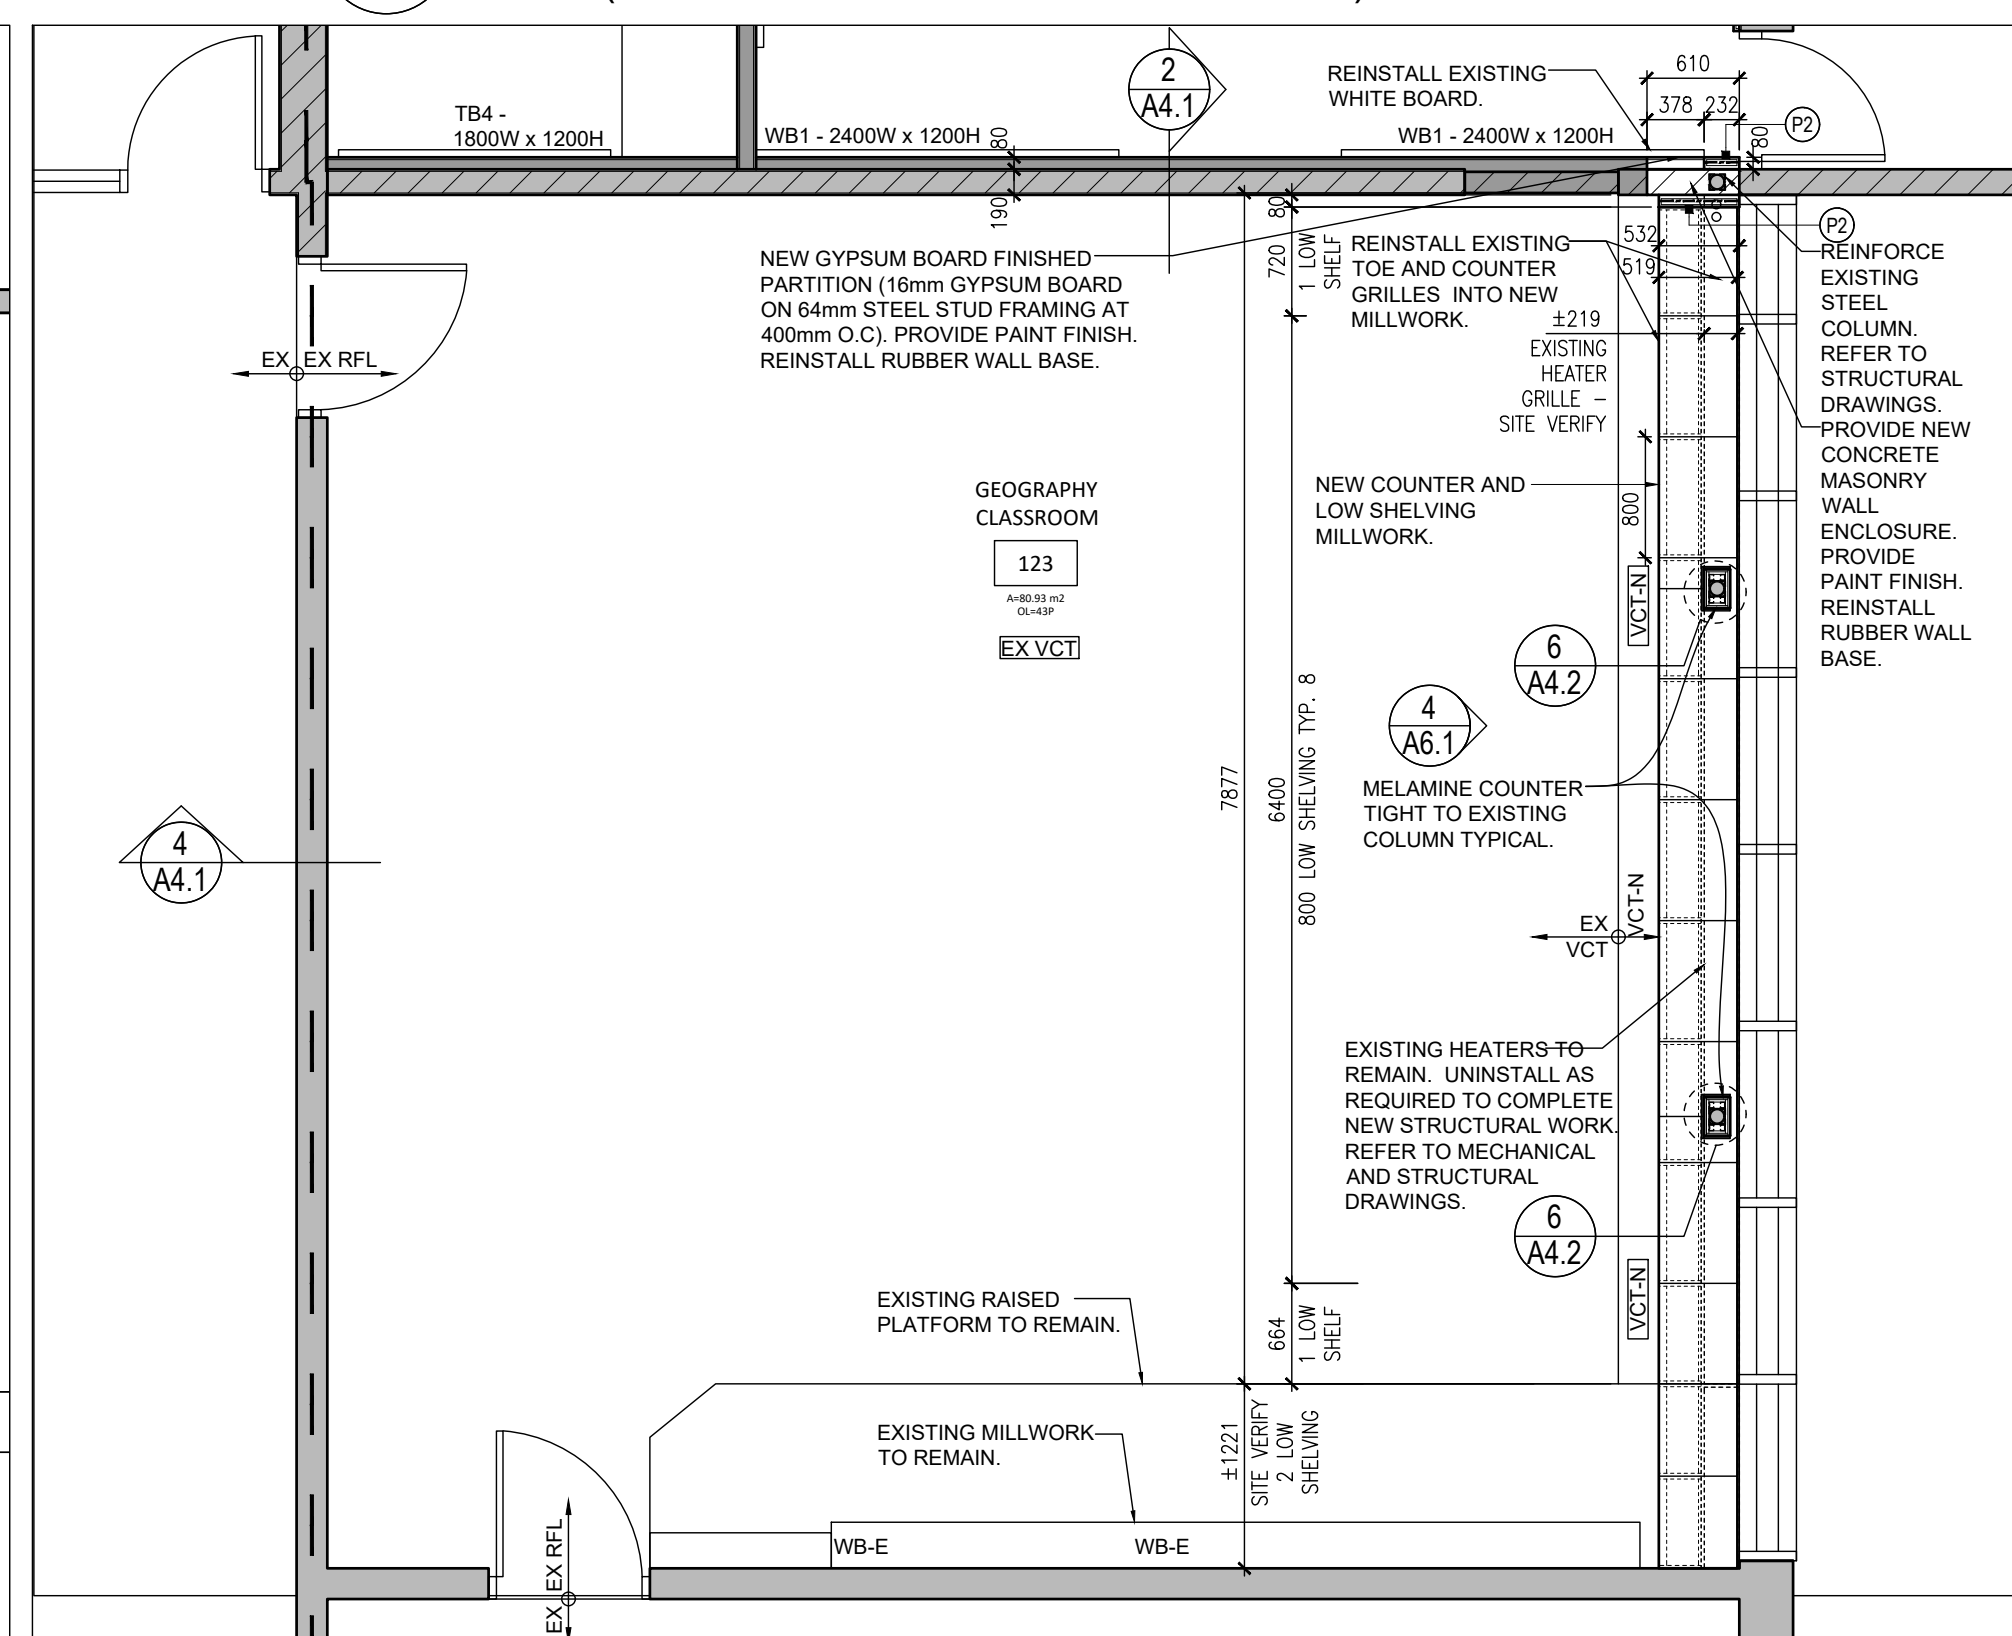 2
A4.1
REINSTALL EXISTING
WHITE BOARD.
610
378
232
P2
80
TB4 -
1800W x 1200H
WB1 - 2400W x 1200H
80
WB1 - 2400W x 1200H
190
80
NEW GYPSUM BOARD FINISHED
PARTITION (16mm GYPSUM BOARD
ON 64mm STEEL STUD FRAMING AT
400mm O.C). PROVIDE PAINT FINISH.
REINSTALL RUBBER WALL BASE.
720
1 LOW
SHELF
REINSTALL EXISTING
TOE AND COUNTER
GRILLES INTO NEW
MILLWORK.
532
519
P2
REINFORCE
EXISTING
STEEL
COLUMN.
REFER TO
STRUCTURAL
DRAWINGS.
PROVIDE NEW
CONCRETE
MASONRY
WALL
ENCLOSURE.
PROVIDE
PAINT FINISH.
REINSTALL
RUBBER WALL
BASE.
±219
EXISTING
HEATER
GRILLE –
SITE VERIFY
EX
EX RFL
NEW COUNTER AND
LOW SHELVING
MILLWORK.
800
VCT-N
GEOGRAPHY
CLASSROOM
123
A=80.93 m2
OL=43P
EX VCT
6
A4.2
4
A6.1
7877
6400
800 LOW SHELVING TYP. 8
MELAMINE COUNTER
TIGHT TO EXISTING
COLUMN TYPICAL.
4
A4.1
EX
VCT
VCT-N
EXISTING HEATERS TO
REMAIN. UNINSTALL AS
REQUIRED TO COMPLETE
NEW STRUCTURAL WORK.
REFER TO MECHANICAL
AND STRUCTURAL
DRAWINGS.
6
A4.2
VCT-N
EXISTING RAISED
PLATFORM TO REMAIN.
664
1 LOW
SHELF
EXISTING MILLWORK
TO REMAIN.
±1221
SITE VERIFY
2 LOW
SHELVING
WB-E
WB-E
EX RFL
EX